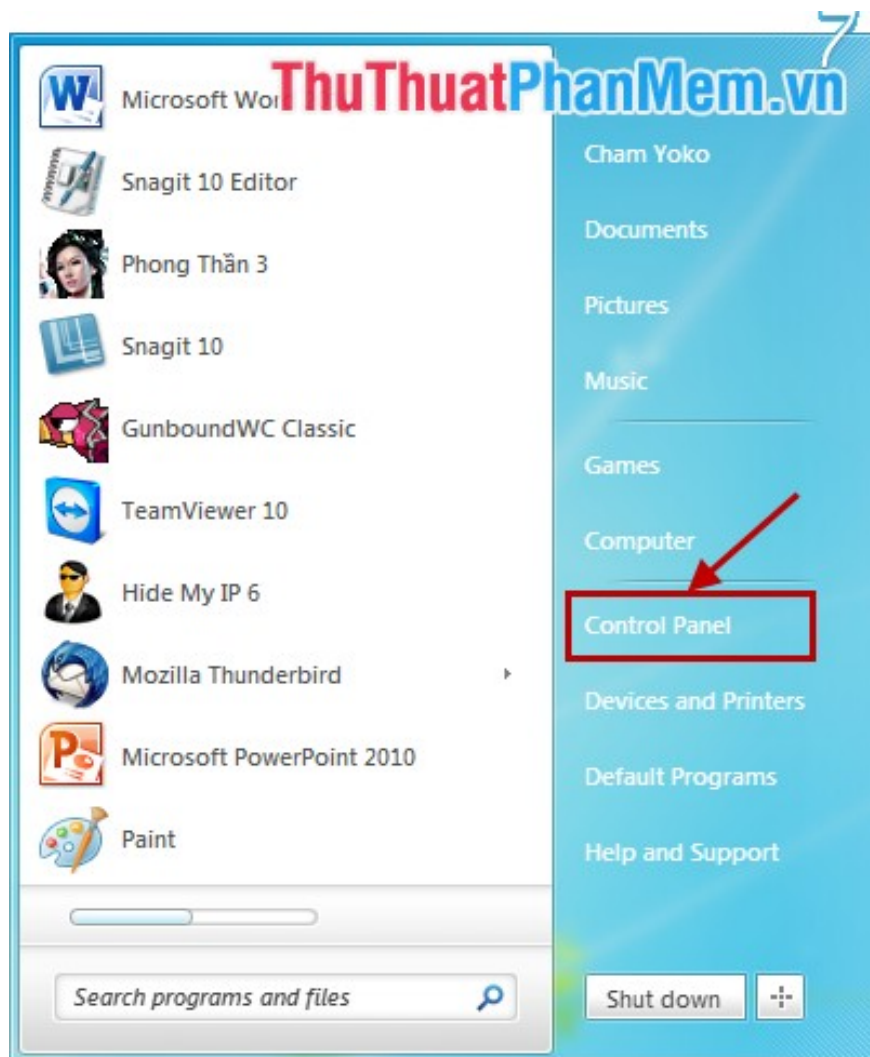 7
ThuThuatPhanMem.vn
Microsoft Wor
Snagit 10 Editor
Phong Thần 3
Snagit 10
GunboundWC Classic
TeamViewer 10
Hide My IP 6
Mozilla Thunderbird
Microsoft PowerPoint 2010
Paint
Search programs and files
Cham Yoko
Documents
Pictures
Music
Games
Computer
Control Panel
Devices and Printers
Default Programs
Help and Support
Shut down